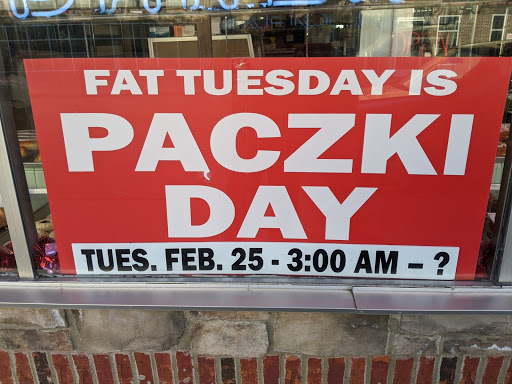 FAT TUESDAY IS
PACZKI
DAY
TUES. FEB. 25 - 3:00 AM – ?